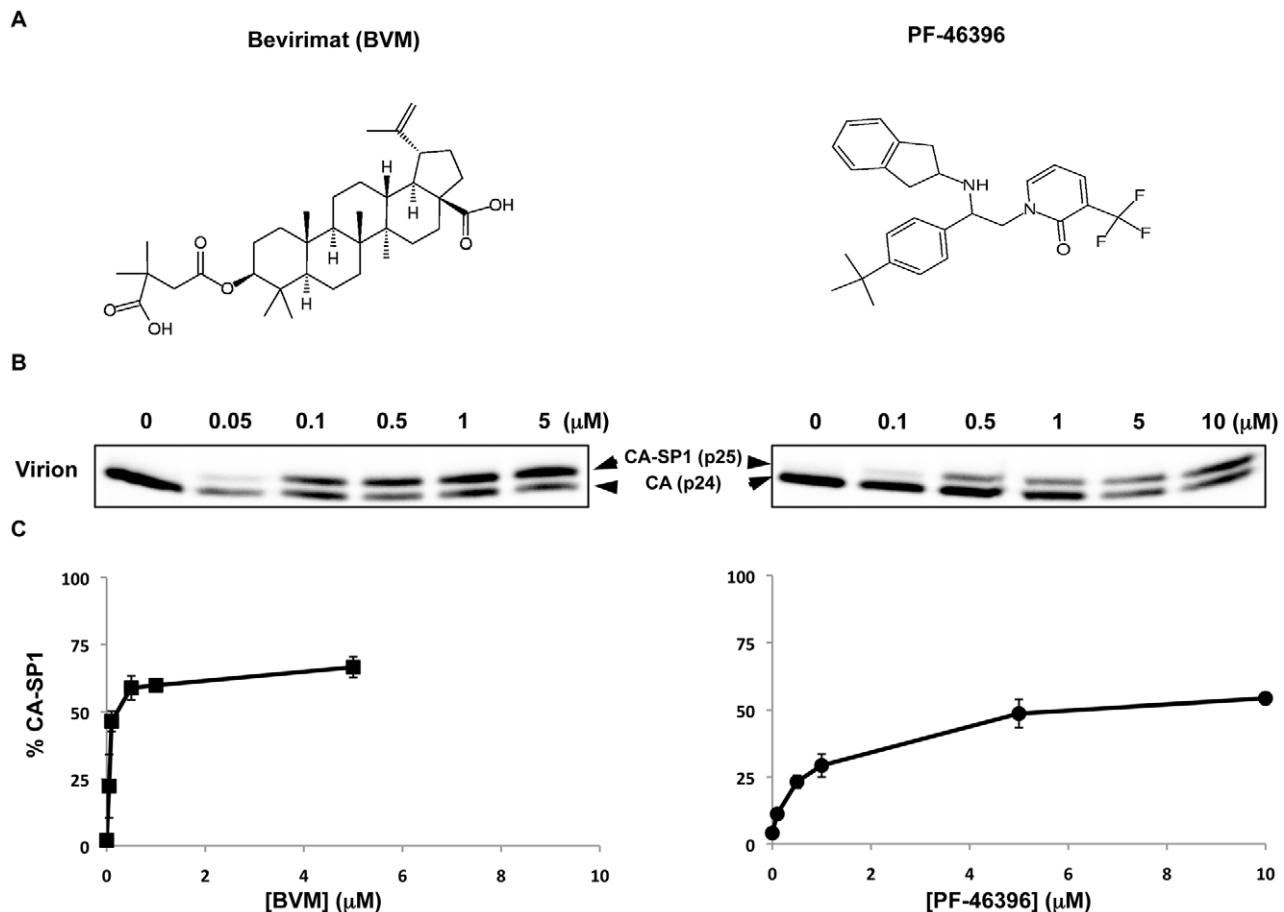 A
Bevirimat (BVM)
PF-46396
H
H
H
H
OH
O
O
O
O
OH
NH
N
O
F
F
F
B
0 0.05 0.1 0.5 1 5 (μM)
0 0.1 0.5 1 5 10 (μM)
Virion
CA-SP1 (p25)
CA (p24)
C
% CA-SP1
100
75
50
25
0
0 2 4 6 8 10
[BVM] (μM)
100
75
50
25
0
0 2 4 6 8 10
[PF-46396] (μM)